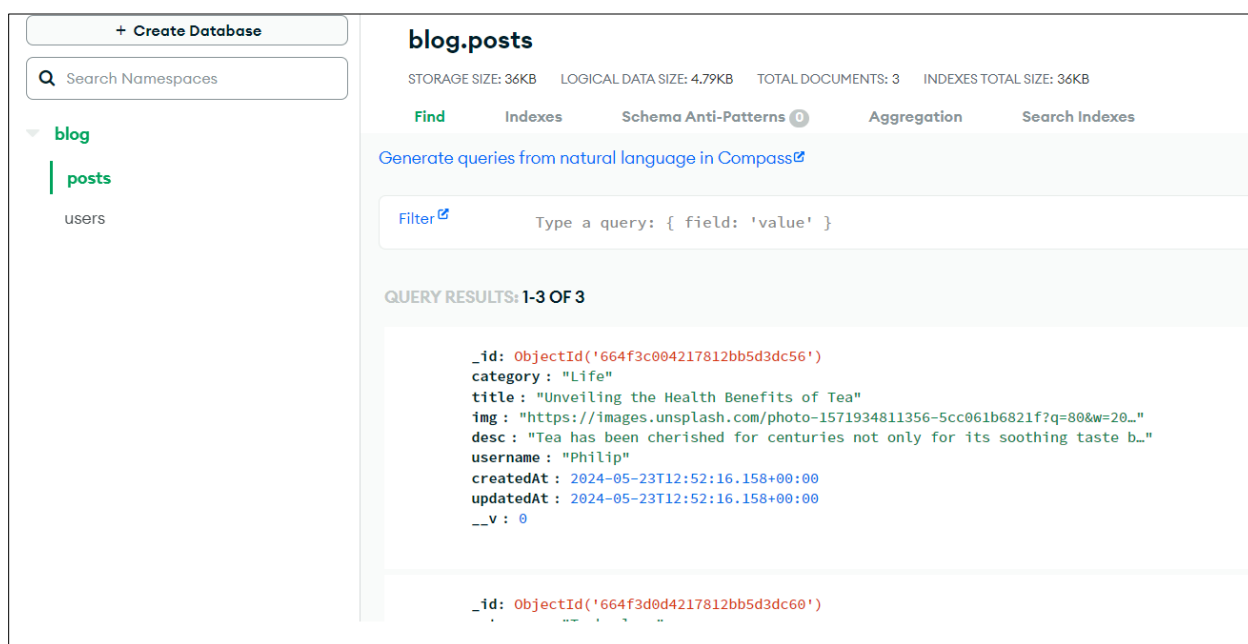 + Create Database
Search Namespaces
blog
posts
users
blog.posts
STORAGE SIZE: 36KB LOGICAL DATA SIZE: 4.79KB TOTAL DOCUMENTS: 3 INDEXES TOTAL SIZE: 36KB
Find Indexes Schema Anti-Patterns 0 Aggregation Search Indexes
Generate queries from natural language in Compass
Filter Type a query: { field: 'value' }
QUERY RESULTS: 1-3 OF 3
_id: ObjectId('664f3c004217812bb5d3dc56')
category : "Life"
title : "Unveiling the Health Benefits of Tea"
img : "https://images.unsplash.com/photo-1571934811356-5cc061b6821f?q=80&w=20…"
desc : "Tea has been cherished for centuries not only for its soothing taste b…"
username : "Philip"
createdAt : 2024-05-23T12:52:16.158+00:00
updatedAt : 2024-05-23T12:52:16.158+00:00
__v : 0
_id: ObjectId('664f3d0d4217812bb5d3dc60')